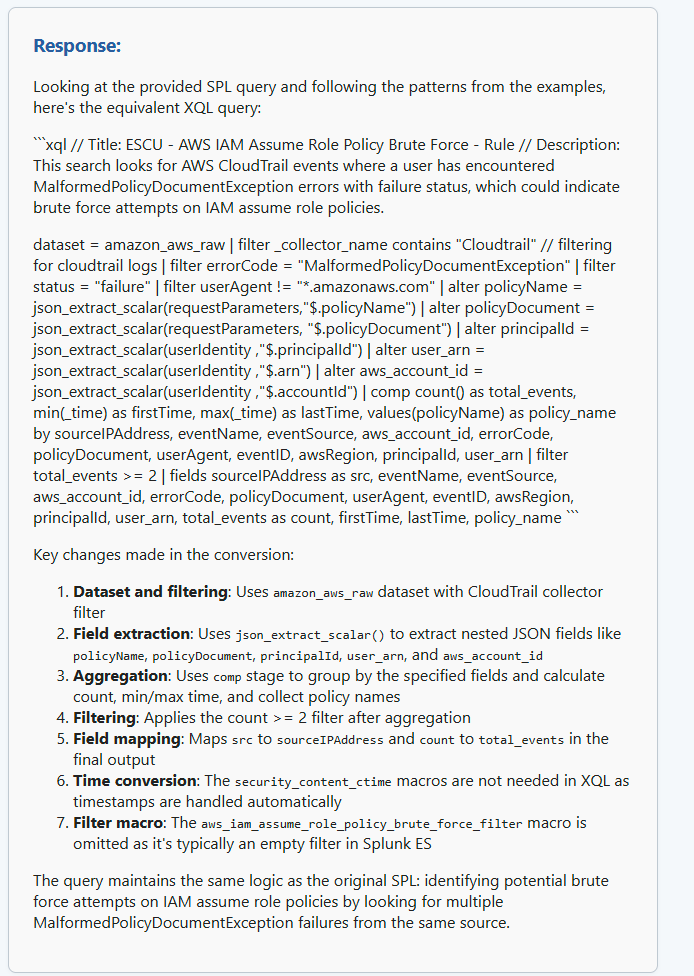 Response:
Looking at the provided SPL query and following the patterns from the examples,
here's the equivalent XQL query:
```xql // Title: ESCU - AWS IAM Assume Role Policy Brute Force - Rule // Description:
This search looks for AWS CloudTrail events where a user has encountered
MalformedPolicyDocumentException errors with failure status, which could indicate
brute force attempts on IAM assume role policies.
dataset = amazon_aws_raw | filter _collector_name contains "Cloudtrail" // filtering
for cloudtrail logs | filter errorCode = "MalformedPolicyDocumentException" | filter
status = "failure" | filter userAgent != "*.amazonaws.com" | alter policyName =
json_extract_scalar(requestParameters,"$.policyName") | alter policyDocument =
json_extract_scalar(requestParameters, "$.policyDocument") | alter principalId =
json_extract_scalar(userIdentity ,"$.principalId") | alter user_arn =
json_extract_scalar(userIdentity ,"$.arn") | alter aws_account_id =
json_extract_scalar(userIdentity ,"$.accountId") | comp count() as total_events,
min(_time) as firstTime, max(_time) as lastTime, values(policyName) as policy_name
by sourceIPAddress, eventName, eventSource, aws_account_id, errorCode,
policyDocument, userAgent, eventID, awsRegion, principalId, user_arn | filter
total_events >= 2 | fields sourceIPAddress as src, eventName, eventSource,
aws_account_id, errorCode, policyDocument, userAgent, eventID, awsRegion,
principalId, user_arn, total_events as count, firstTime, lastTime, policy_name ```
Key changes made in the conversion:
1. Dataset and filtering: Uses amazon_aws_raw dataset with CloudTrail collector
filter
2. Field extraction: Uses json_extract_scalar() to extract nested JSON fields like
policyName, policyDocument, principalId, user_arn, and aws_account_id
3. Aggregation: Uses comp stage to group by the specified fields and calculate
count, min/max time, and collect policy names
4. Filtering: Applies the count >= 2 filter after aggregation
5. Field mapping: Maps src to sourceIPAddress and count to total_events in the
final output
6. Time conversion: The security_content_ctime macros are not needed in XQL as
timestamps are handled automatically
7. Filter macro: The aws_iam_assume_role_policy_brute_force_filter macro is
omitted as it's typically an empty filter in Splunk ES
The query maintains the same logic as the original SPL: identifying potential brute
force attempts on IAM assume role policies by looking for multiple
MalformedPolicyDocumentException failures from the same source.